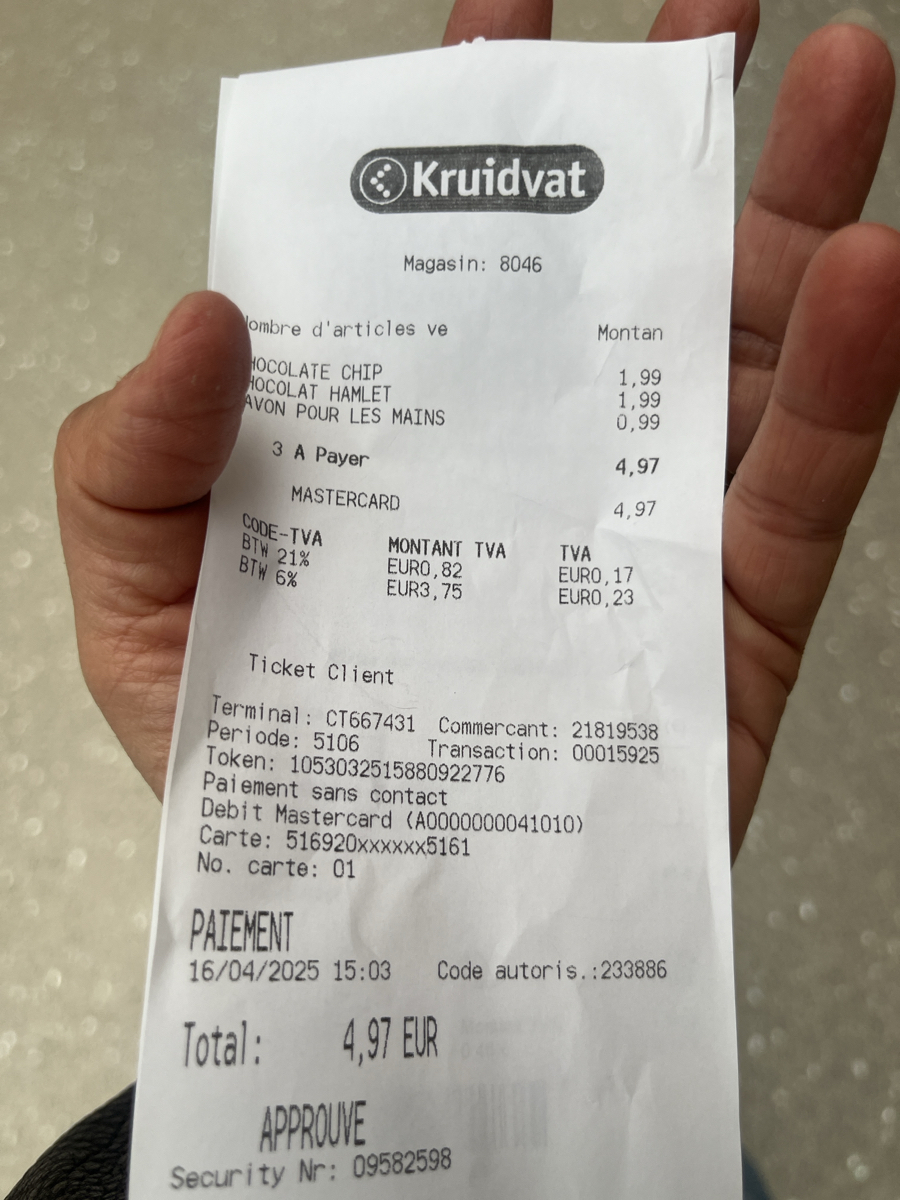 Kruidvat
Magasin: 8046
ombre d'articles ve Montan
HOCOLATE CHIP 1,99
HOCOLAT HAMLET 1,99
AVON POUR LES MAINS 0,99
3 A Payer 4,97
MASTERCARD 4,97
CODE-TVA MONTANT TVA TVA
BTW 21% EUR0,82 EUR0,17
BTW 6% EUR3,75 EUR0,23
Ticket Client
Terminal: CT667431 Commercant: 21819538
Periode: 5106 Transaction: 00015925
Token: 1053032515880922776
Paiement sans contact
Debit Mastercard (A0000000041010)
Carte: 516920xxxxxx5161
No. carte: 01
PAIEMENT
16/04/2025 15:03 Code autoris.:233886
Total: 4,97 EUR
APPROUVE
Security Nr: 09582598